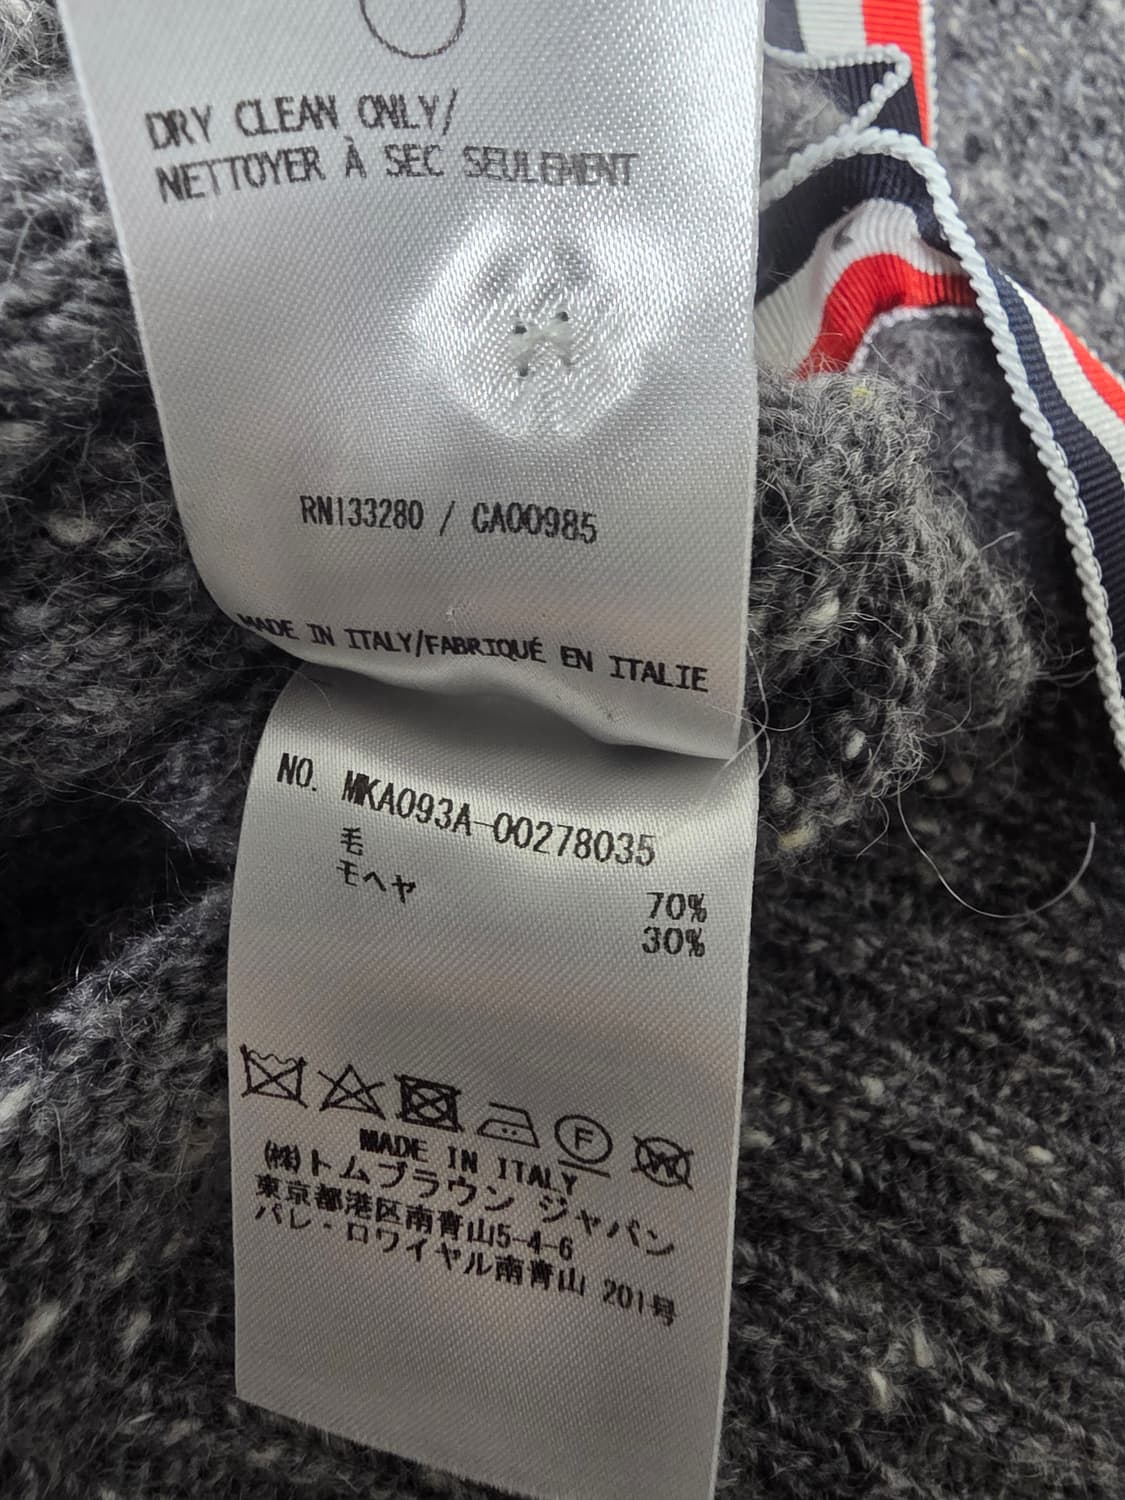 DRY CLEAN ONLY/
NETTOYER À SEC SEULEMENT
RN133280 / CA00985
MADE IN ITALY/FABRIQUÉ EN ITALIE
NO. MKA093A-00278035
毛 70%
モヘヤ 30%
F W
MADE IN ITALY
(株)トムブラウン ジャパン
東京都港区南青山5-4-6
パレ・ロワイヤル南青山 201号